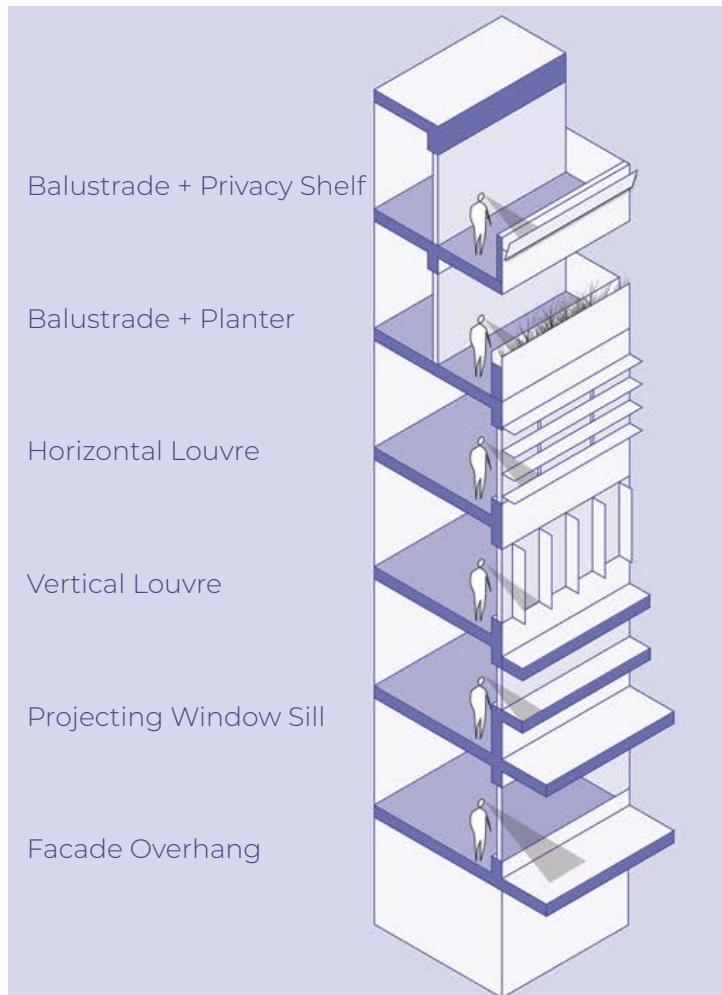 Balustrade + Privacy Shelf
Balustrade + Planter
Horizontal Louvre
Vertical Louvre
Projecting Window Sill
Facade Overhang